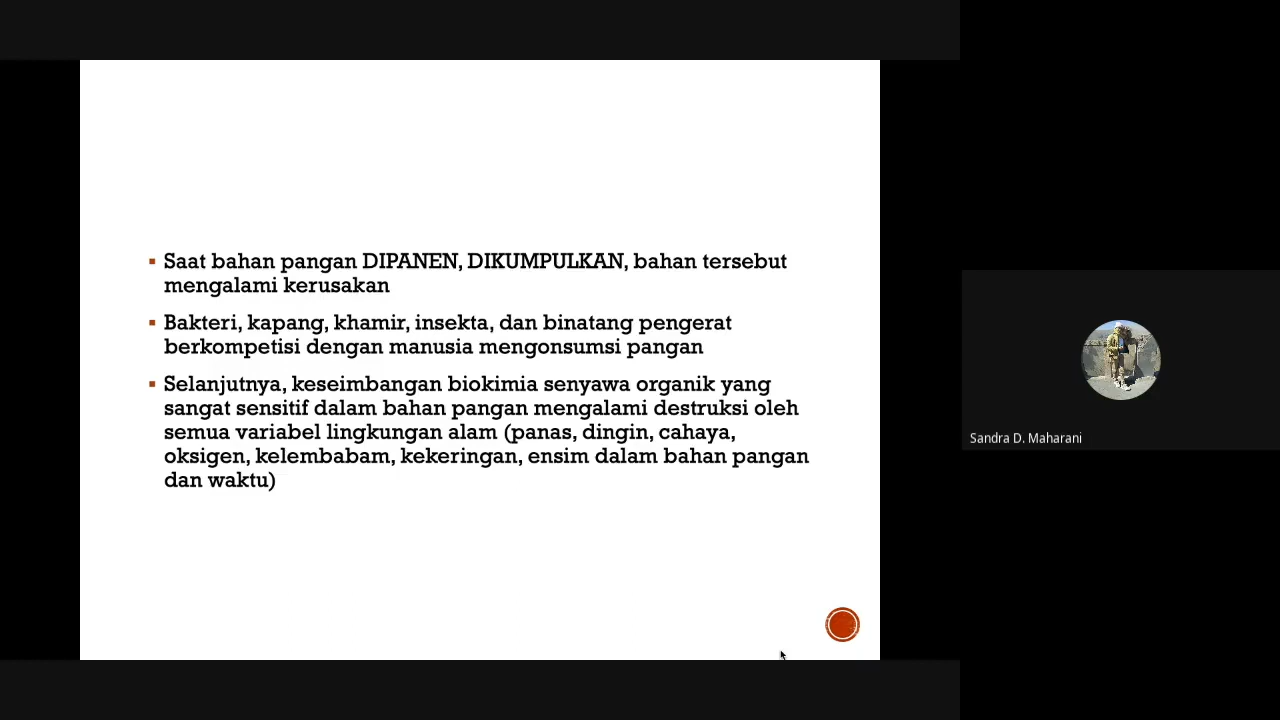 Saat bahan pangan DIPANEN, DIKUMPULKAN, bahan tersebut
mengalami kerusakan
Bakteri, kapang, khamir, insekta, dan binatang pengerat
berkompetisi dengan manusia mengonsumsi pangan
Selanjutnya, keseimbangan biokimia senyawa organik yang
sangat sensitif dalam bahan pangan mengalami destruksi oleh
semua variabel lingkungan alam (panas, dingin, cahaya,
oksigen, kelembabam, kekeringan, ensim dalam bahan pangan
dan waktu)
Sandra D. Maharani